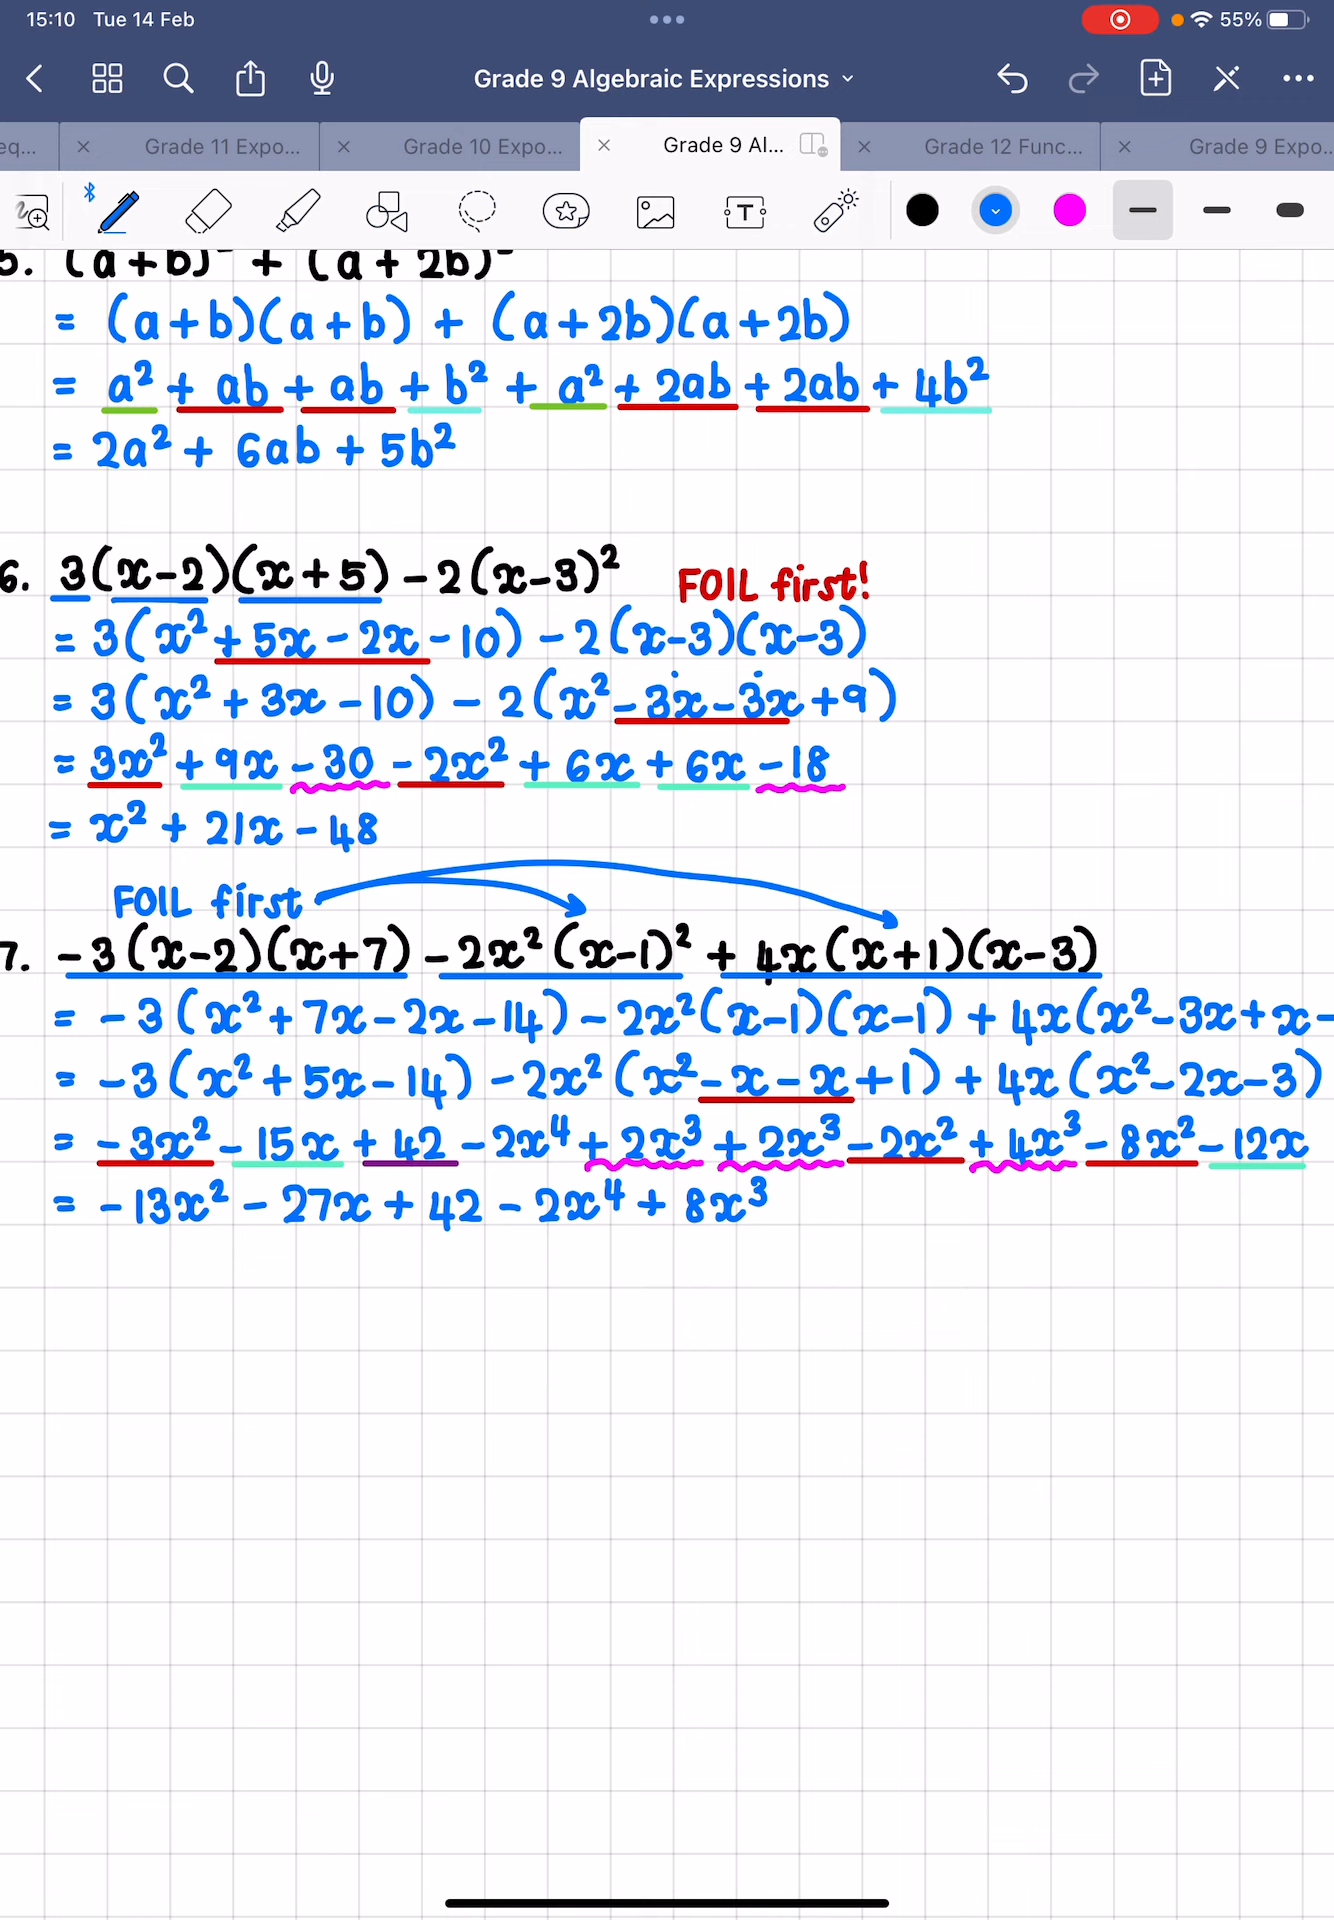 15:10 Tue 14 Feb 55%
Grade 9 Algebraic Expressions
eq... Grade 11 Expo... Grade 10 Expo... Grade 9 Al... Grade 12 Func... Grade 9 Expo...
5. (a+b)² + (a+2b)²
= (a+b)(a+b) + (a+2b)(a+2b)
= a² + ab + ab + b² + a² + 2ab + 2ab + 4b²
= 2a² + 6ab + 5b²
6. 3(x-2)(x+5) - 2(x-3)² FOIL first!
= 3(x² + 5x - 2x - 10) - 2(x-3)(x-3)
= 3(x² + 3x - 10) - 2(x² - 3x - 3x + 9)
= 3x² + 9x - 30 - 2x² + 6x + 6x - 18
= x² + 21x - 48
FOIL first
7. -3(x-2)(x+7) - 2x²(x-1)² + 4x(x+1)(x-3)
= -3(x² + 7x - 2x - 14) - 2x²(x-1)(x-1) + 4x(x² - 3x + x -
= -3(x² + 5x - 14) - 2x²(x² - x - x + 1) + 4x(x² - 2x - 3)
= -3x² - 15x + 42 - 2x⁴ + 2x³ + 2x³ - 2x² + 4x³ - 8x² - 12x
= -13x² - 27x + 42 - 2x⁴ + 8x³